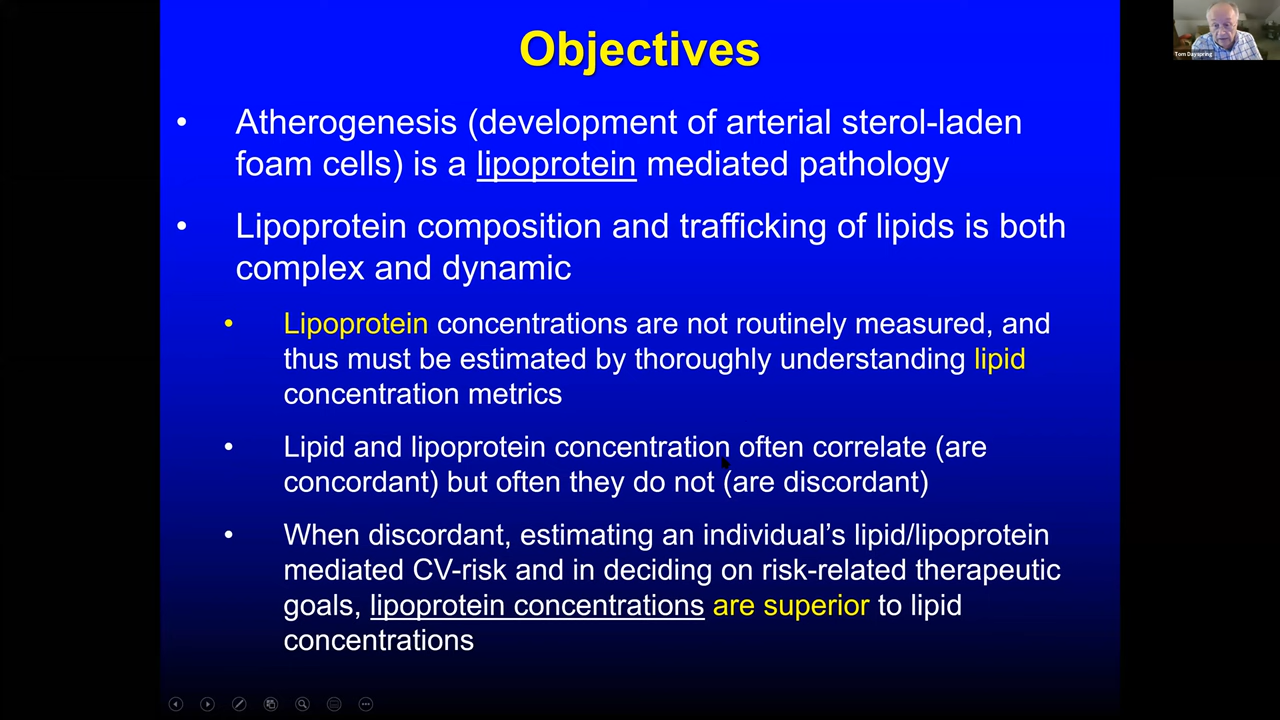 Objectives
Tom Dayspring
• Atherogenesis (development of arterial sterol-laden
foam cells) is a lipoprotein mediated pathology
• Lipoprotein composition and trafficking of lipids is both
complex and dynamic
• Lipoprotein concentrations are not routinely measured, and
thus must be estimated by thoroughly understanding lipid
concentration metrics
• Lipid and lipoprotein concentration often correlate (are
concordant) but often they do not (are discordant)
• When discordant, estimating an individual’s lipid/lipoprotein
mediated CV-risk and in deciding on risk-related therapeutic
goals, lipoprotein concentrations are superior to lipid
concentrations